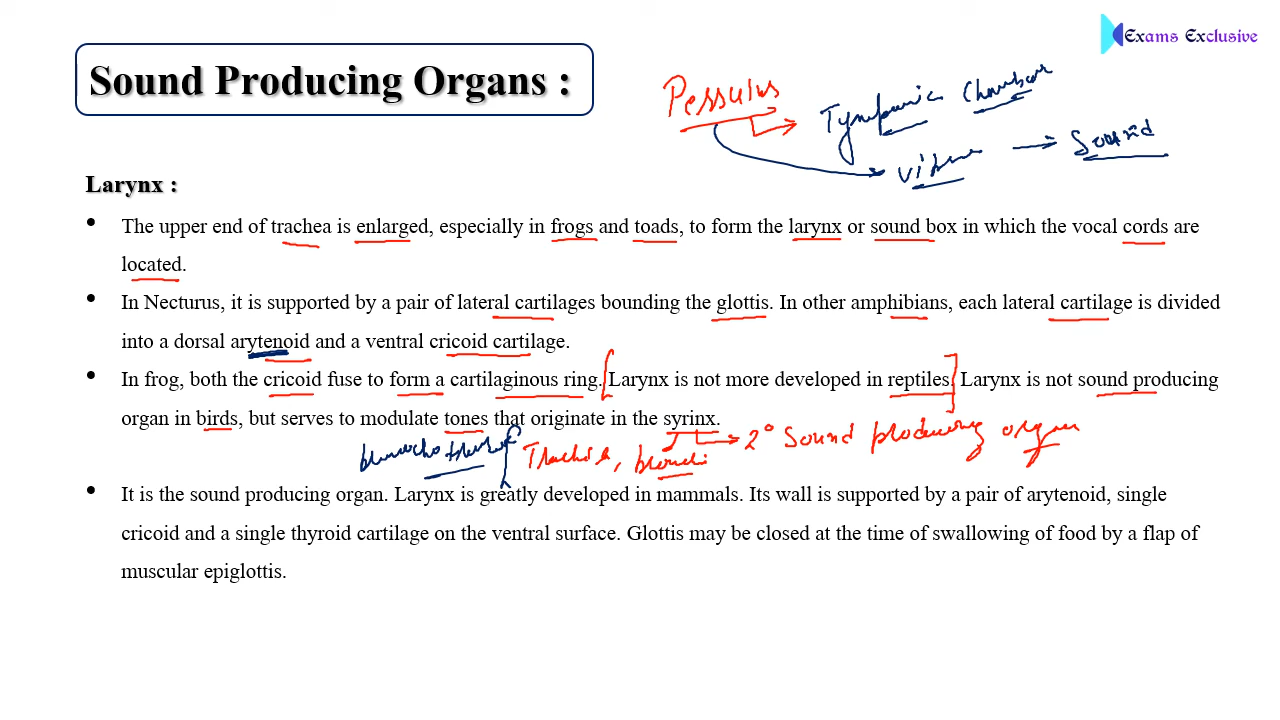 Exams Exclusive
Sound Producing Organs :
Pessulus
Tympanic Chamber
Sound
Larynx :
• The upper end of trachea is enlarged, especially in frogs and toads, to form the larynx or sound box in which the vocal cords are
located.
• In Necturus, it is supported by a pair of lateral cartilages bounding the glottis. In other amphibians, each lateral cartilage is divided
into a dorsal arytenoid and a ventral cricoid cartilage.
• In frog, both the cricoid fuse to form a cartilaginous ring. [Larynx is not more developed in reptiles.] Larynx is not sound producing
organ in birds, but serves to modulate tones that originate in the syrinx.
Trachea, bronchi 2° Sound producing organ
• It is the sound producing organ. Larynx is greatly developed in mammals. Its wall is supported by a pair of arytenoid, single
cricoid and a single thyroid cartilage on the ventral surface. Glottis may be closed at the time of swallowing of food by a flap of
muscular epiglottis.